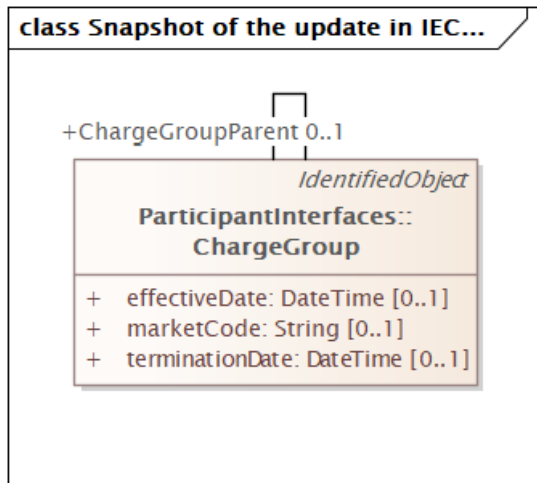 class Snapshot of the update in IEC...
+ChargeGroupParent 0..1
IdentifiedObject
ParticipantInterfaces::
ChargeGroup
+ effectiveDate: DateTime [0..1]
+ marketCode: String [0..1]
+ terminationDate: DateTime [0..1]